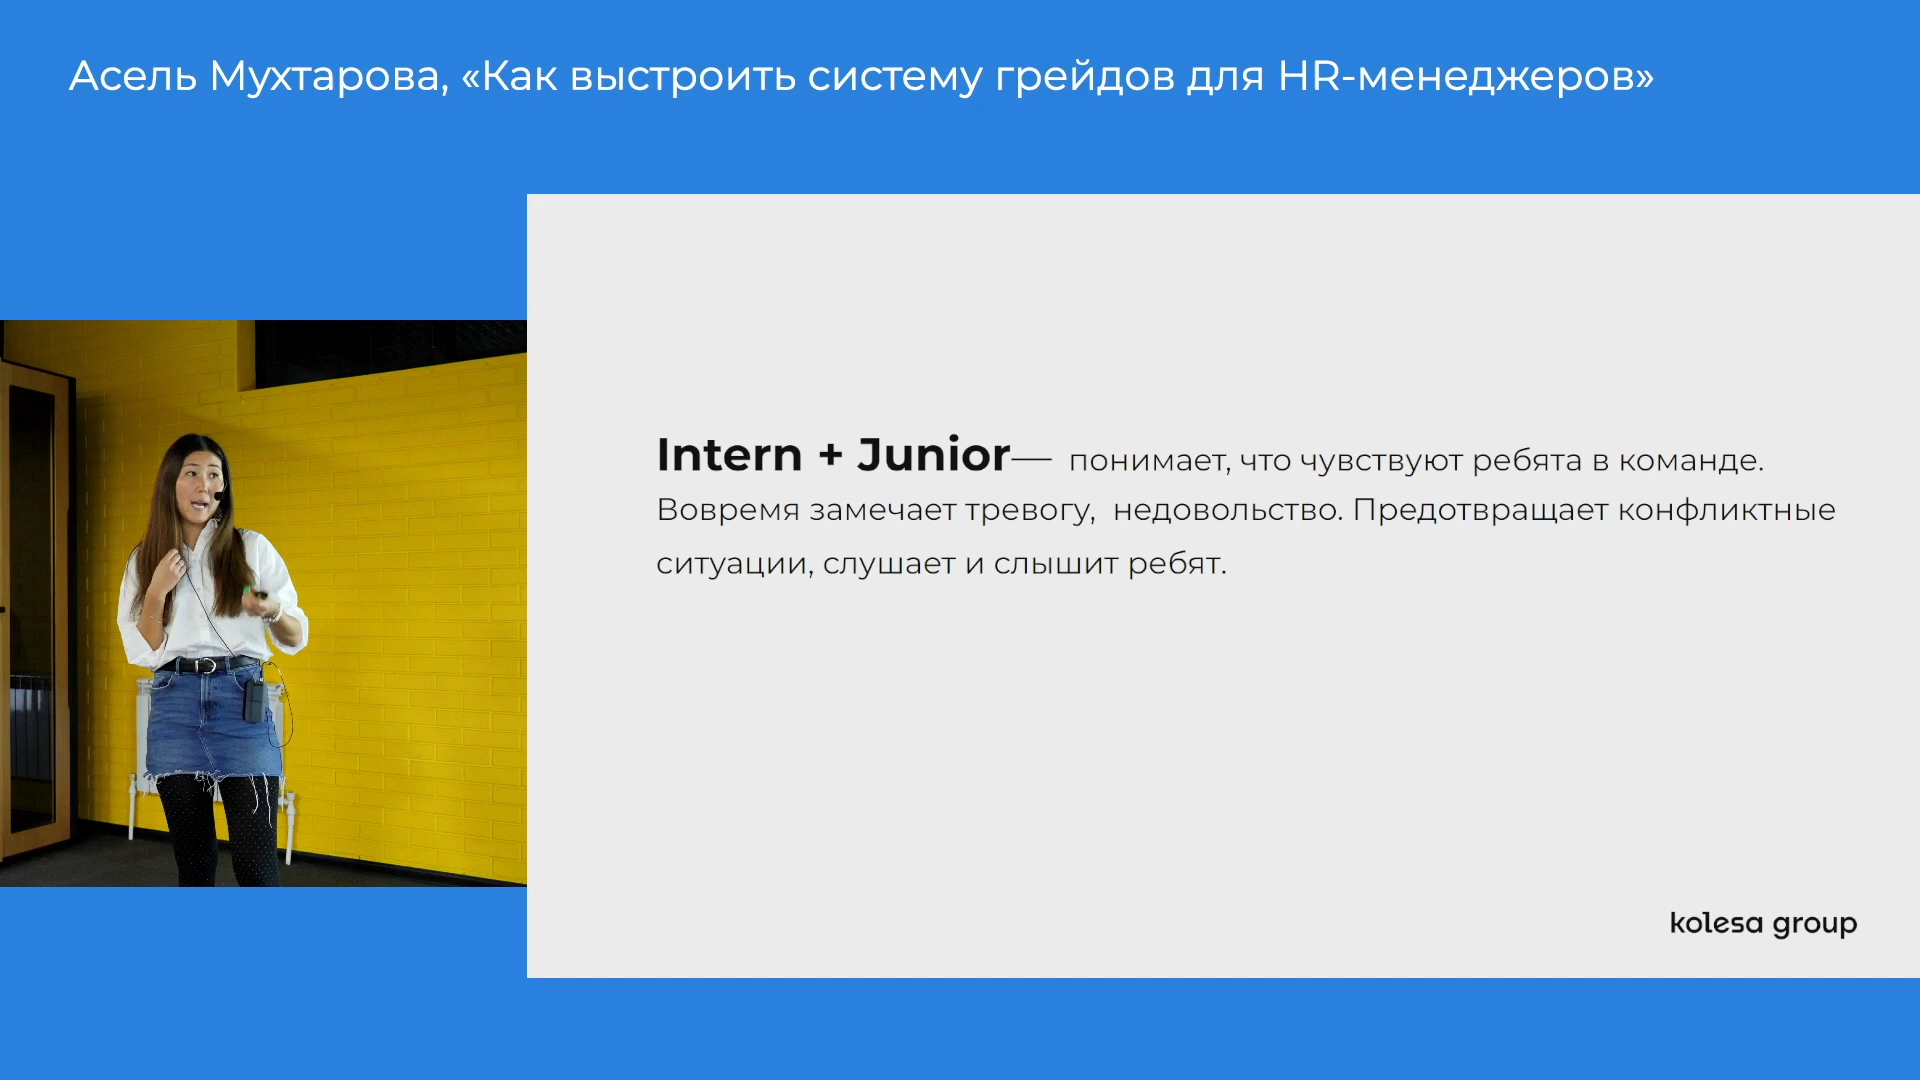 Асель Мухтарова, «Как выстроить систему грейдов для HR-менеджеров»
Intern + Junior— понимает, что чувствуют ребята в команде.
Вовремя замечает тревогу, недовольство. Предотвращает конфликтные
ситуации, слушает и слышит ребят.
kolesa group